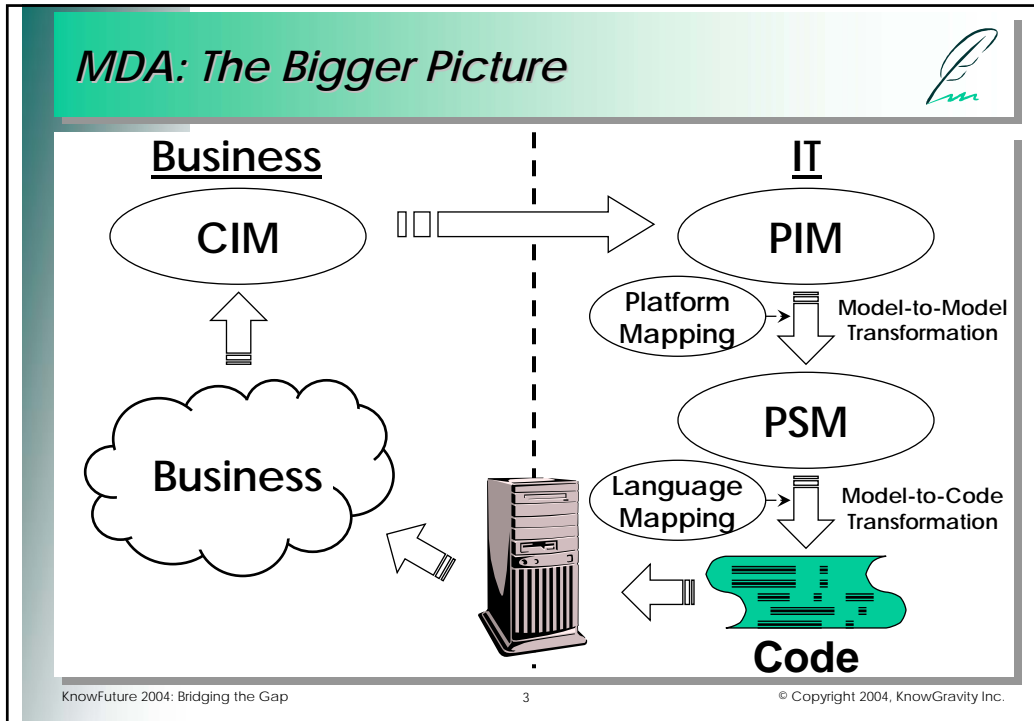 MDA: The Bigger Picture
Business
IT
CIM
PIM
Platform
Mapping
Model-to-Model
Transformation
PSM
Business
Language
Mapping
Model-to-Code
Transformation
Code
KnowFuture 2004: Bridging the Gap
3
© Copyright 2004, KnowGravity Inc.